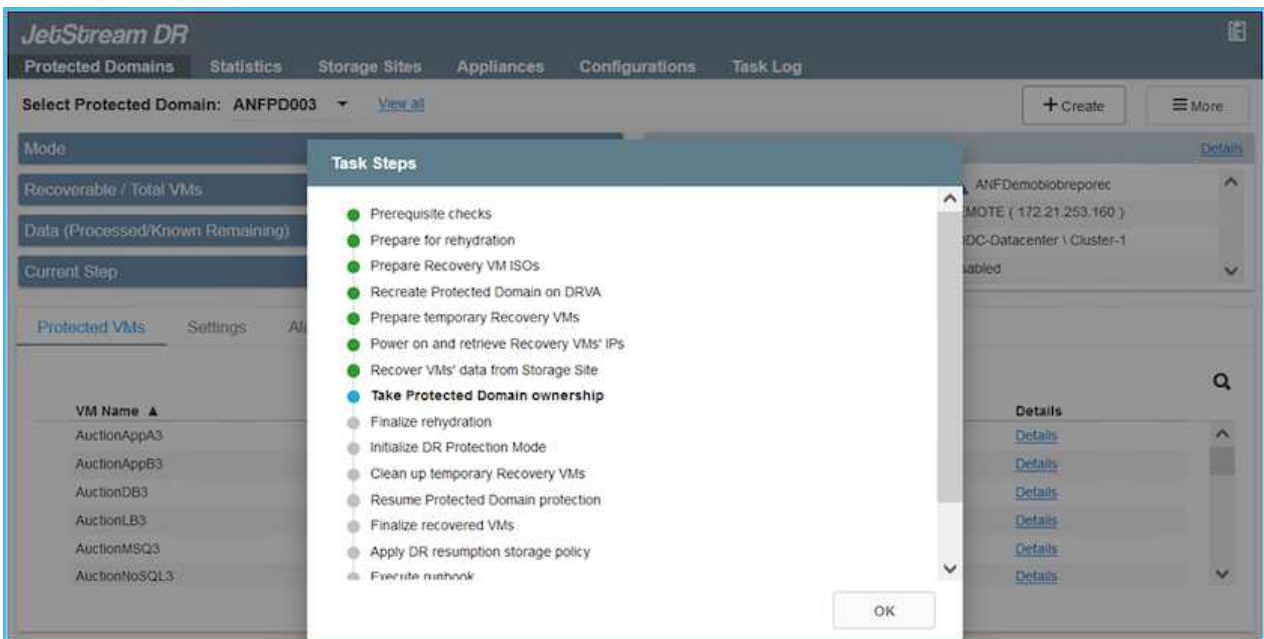 JetStream DR
Protected Domains Statistics Storage Sites Appliances Configurations Task Log
Select Protected Domain: ANFPD003 View all + Create More
Mode Details
Recoverable / Total VMs ANFDemoblobreporec
Data (Processed/Known Remaining) MOTE ( 172.21.253.160 )
DC-Datacenter \ Cluster-1
Current Step abled
Task Steps
Prerequisite checks
Prepare for rehydration
Prepare Recovery VM ISOs
Recreate Protected Domain on DRVA
Prepare temporary Recovery VMs
Power on and retrieve Recovery VMs' IPs
Recover VMs' data from Storage Site
Take Protected Domain ownership
Finalize rehydration
Initialize DR Protection Mode
Clean up temporary Recovery VMs
Resume Protected Domain protection
Finalize recovered VMs
Apply DR resumption storage policy
Execute runbook
OK
Protected VMs Settings Al
VM Name ▲ Details
AuctionAppA3 Details
AuctionAppB3 Details
AuctionDB3 Details
AuctionLB3 Details
AuctionMSQ3 Details
AuctionNoSQL3 Details